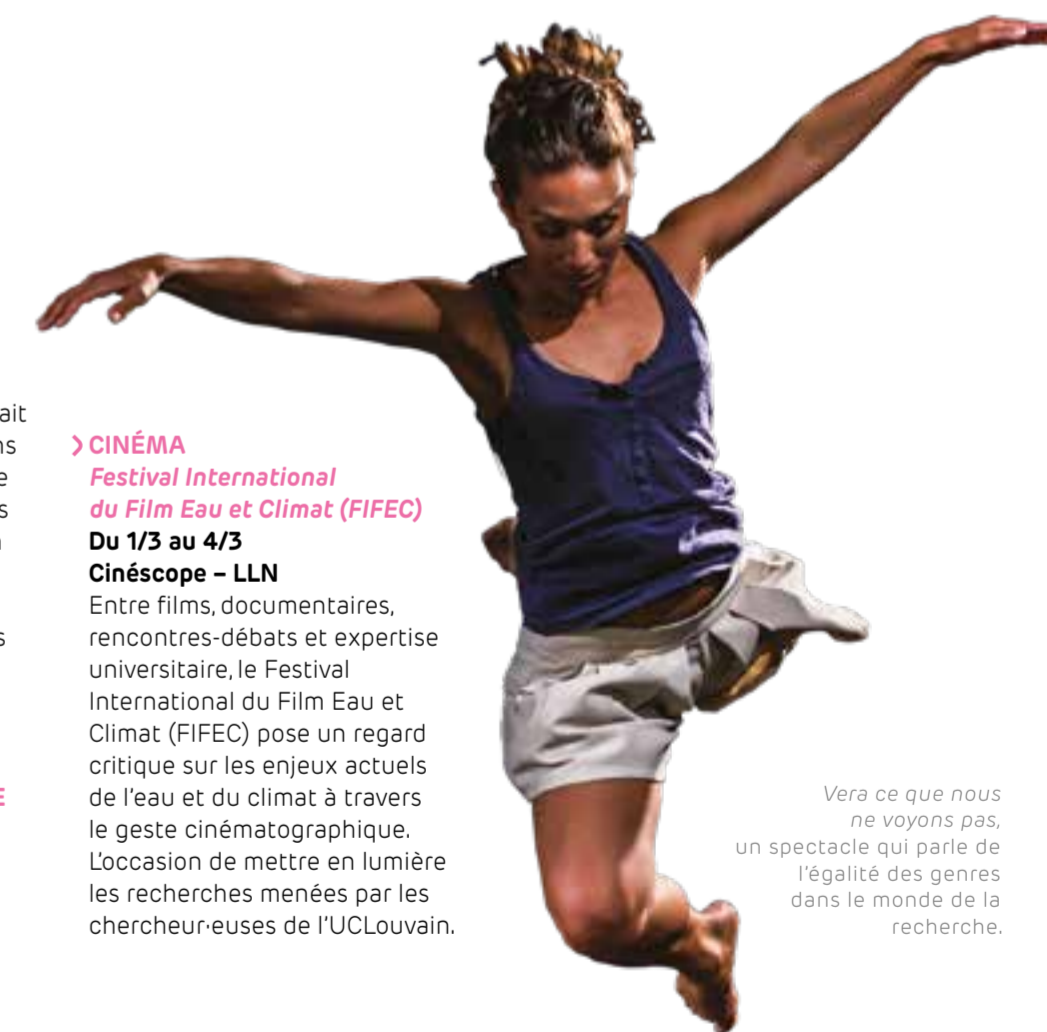 CINÉMA
Festival International
du Film Eau et Climat (FIFEC)
Du 1/3 au 4/3
Cinéscope – LLN
Entre films, documentaires,
rencontres-débats et expertise
universitaire, le Festival
International du Film Eau et
Climat (FIFEC) pose un regard
critique sur les enjeux actuels
de l'eau et du climat à travers
le geste cinématographique.
L'occasion de mettre en lumière
les recherches menées par les
chercheur·euses de l'UCLouvain.
Vera ce que nous
ne voyons pas,
un spectacle qui parle de
l'égalité des genres
dans le monde de la
recherche.